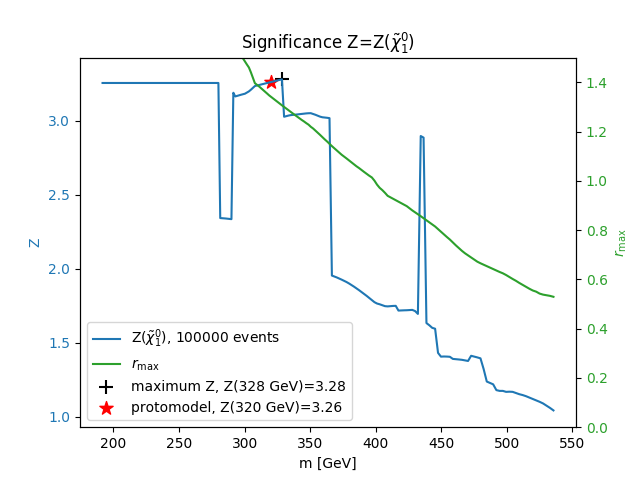 Significance Z=Z(χ̃₁⁰)
3.0
2.5
2.0
1.5
1.0
Z
1.4
1.2
1.0
0.8
0.6
0.4
0.2
0.0
r_max
Z(χ̃₁⁰), 100000 events
r_max
maximum Z, Z(328 GeV)=3.28
protomodel, Z(320 GeV)=3.26
200 250 300 350 400 450 500 550
m [GeV]